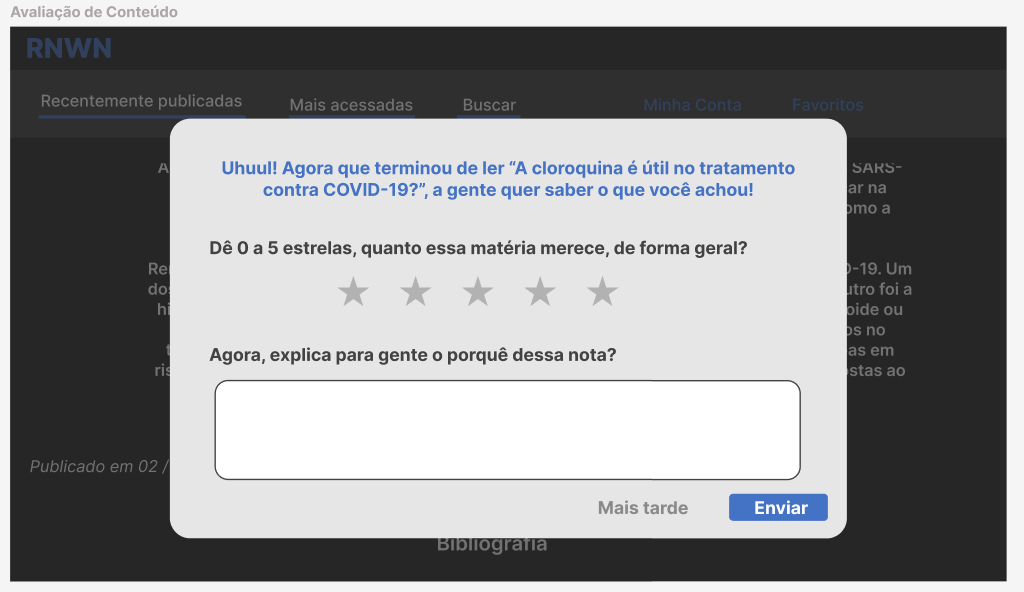 Avaliação de Conteúdo
RNWN
Recentemente publicadas
Mais acessadas
Buscar
Minha Conta
Favoritos
Uhuul! Agora que terminou de ler “A cloroquina é útil no tratamento
contra COVID-19?”, a gente quer saber o que você achou!
Dê 0 a 5 estrelas, quanto essa matéria merece, de forma geral?
Agora, explica para gente o porquê dessa nota?
Mais tarde
Enviar
A
SARS-
ar na
omo a
Re
D-19. Um
do
utro foi a
hi
oide ou
os no
as em
ris
ostas ao
Publicado em 02 /
Bibliografia